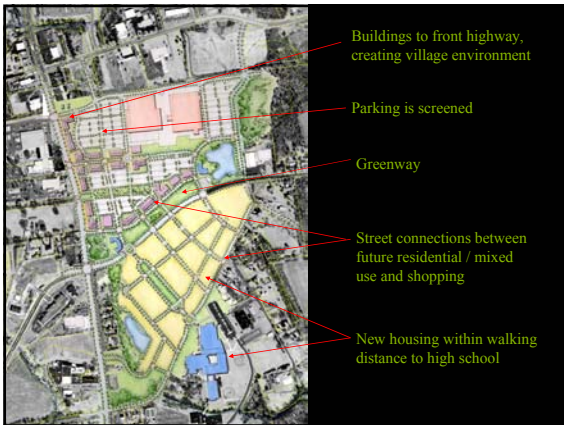 Buildings to front highway,
creating village environment
Parking is screened
Greenway
Street connections between
future residential / mixed
use and shopping
New housing within walking
distance to high school